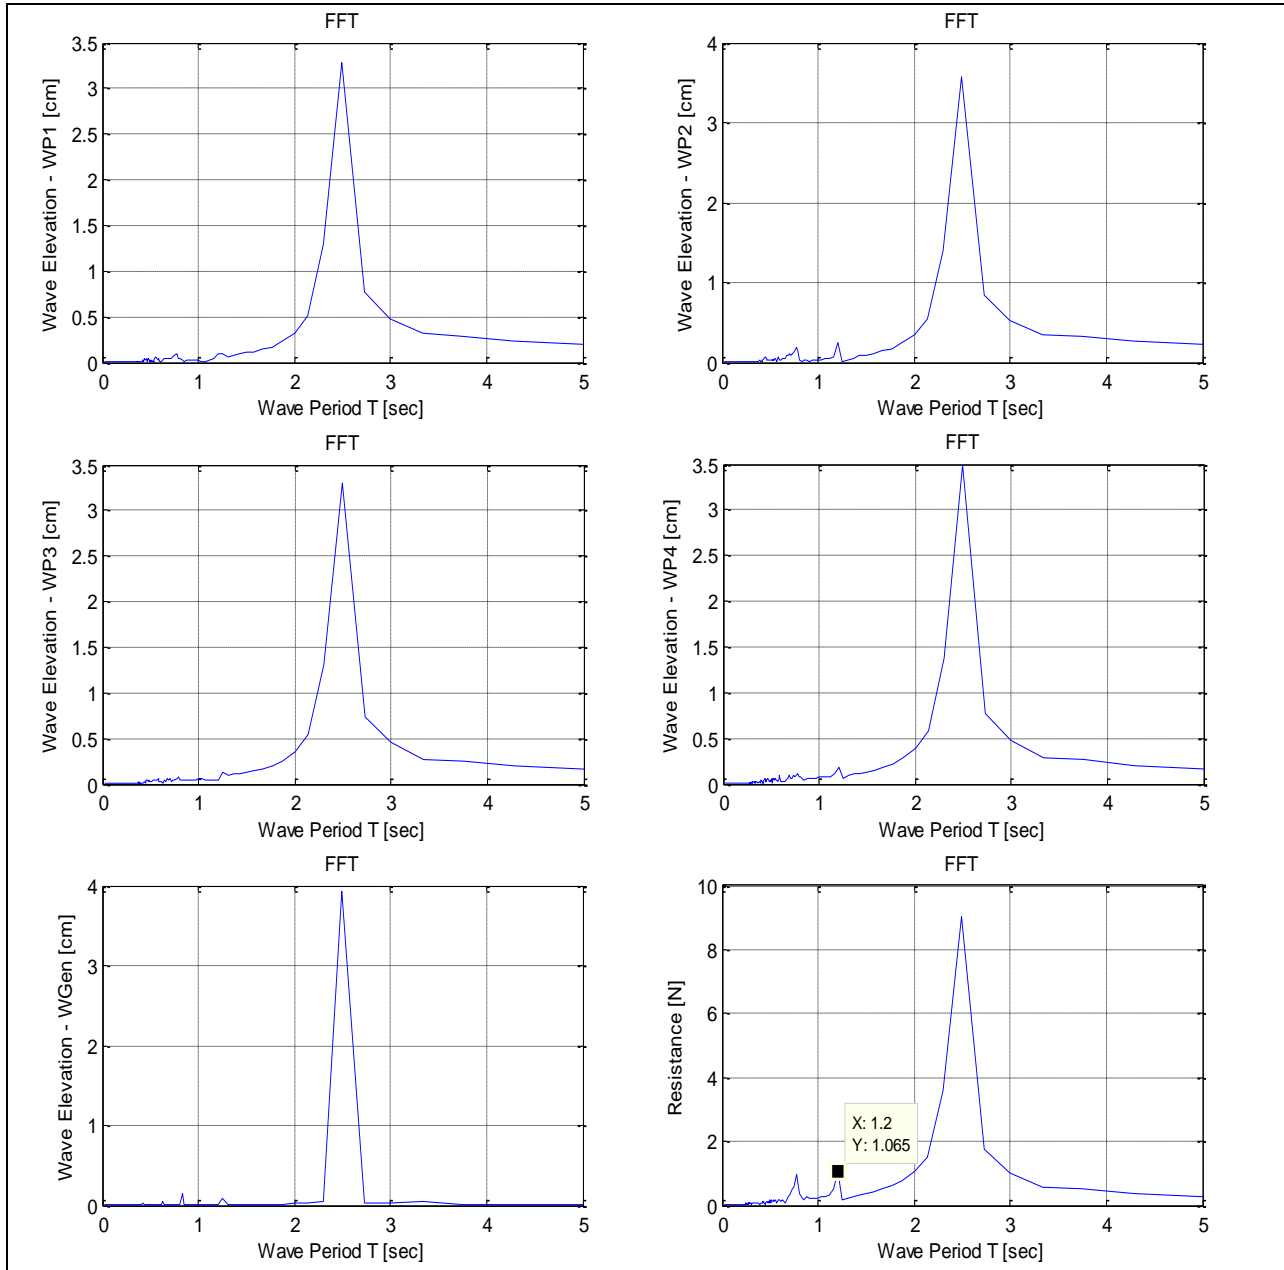 FFT
3.5
3
2.5
2
1.5
1
0.5
0
0 1 2 3 4 5
Wave Elevation - WP1 [cm]
Wave Period T [sec]
FFT
4
3
2
1
0
0 1 2 3 4 5
Wave Elevation - WP2 [cm]
Wave Period T [sec]
FFT
3.5
3
2.5
2
1.5
1
0.5
0
0 1 2 3 4 5
Wave Elevation - WP3 [cm]
Wave Period T [sec]
FFT
3.5
3
2.5
2
1.5
1
0.5
0
0 1 2 3 4 5
Wave Elevation - WP4 [cm]
Wave Period T [sec]
FFT
4
3
2
1
0
0 1 2 3 4 5
Wave Elevation - WGen [cm]
Wave Period T [sec]
FFT
10
8
6
4
2
0
0 1 2 3 4 5
Resistance [N]
X: 1.2
Y: 1.065
Wave Period T [sec]